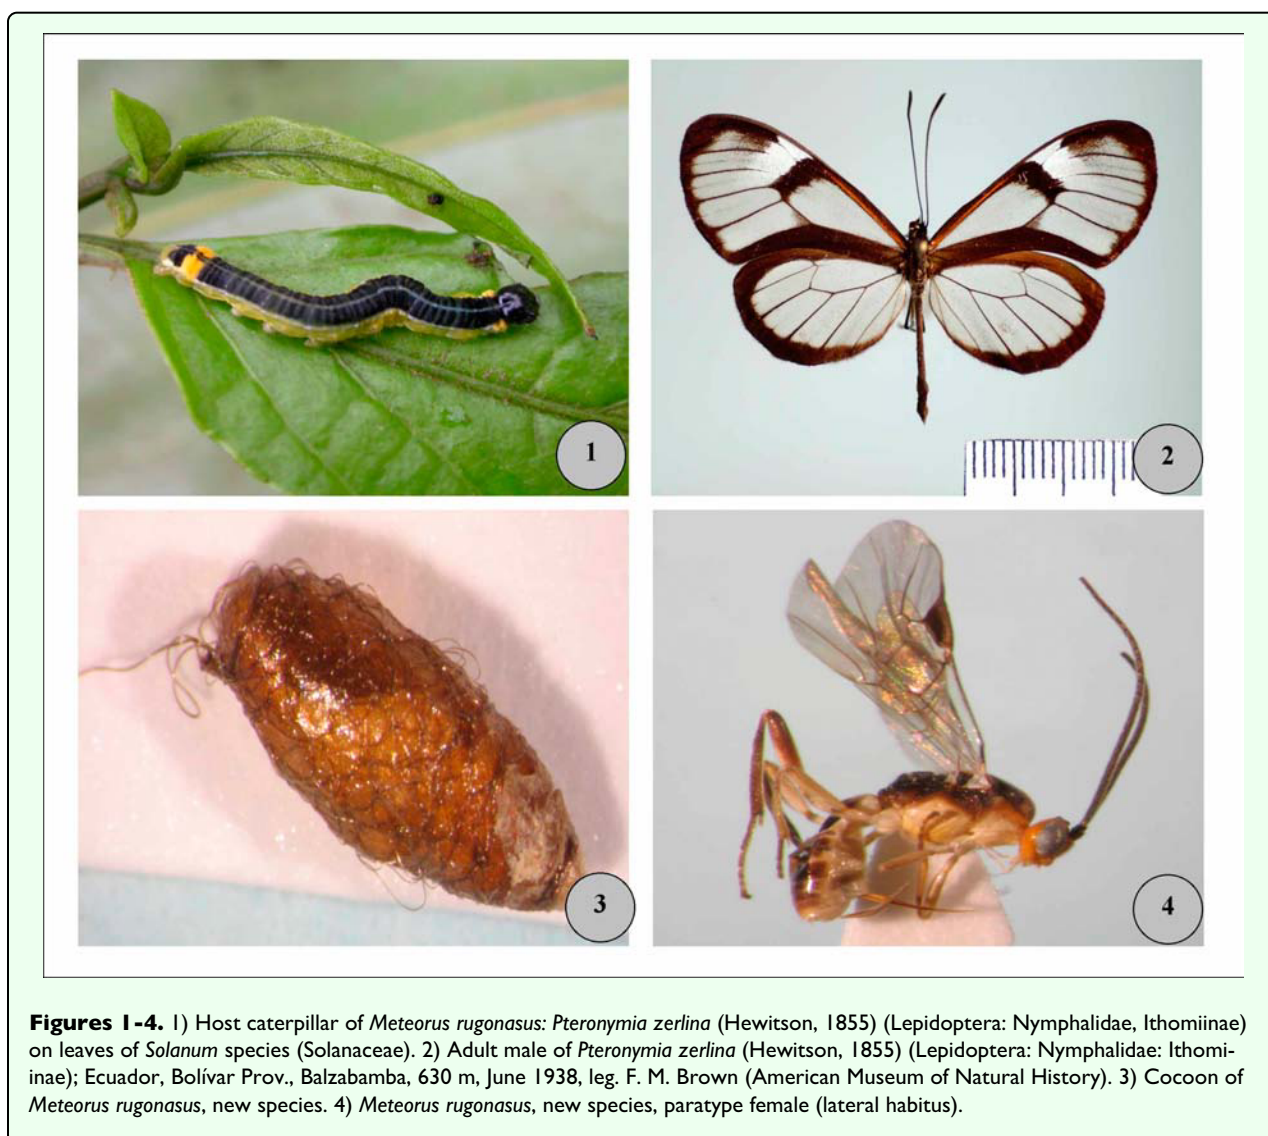 1
2
3
4
Figures 1-4. 1) Host caterpillar of Meteorus rugonasus: Pteronymia zerlina (Hewitson, 1855) (Lepidoptera: Nymphalidae, Ithomiinae)
on leaves of Solanum species (Solanaceae). 2) Adult male of Pteronymia zerlina (Hewitson, 1855) (Lepidoptera: Nymphalidae: Ithomi-
inae); Ecuador, Bolívar Prov., Balzabamba, 630 m, June 1938, leg. F. M. Brown (American Museum of Natural History). 3) Cocoon of
Meteorus rugonasus, new species. 4) Meteorus rugonasus, new species, paratype female (lateral habitus).